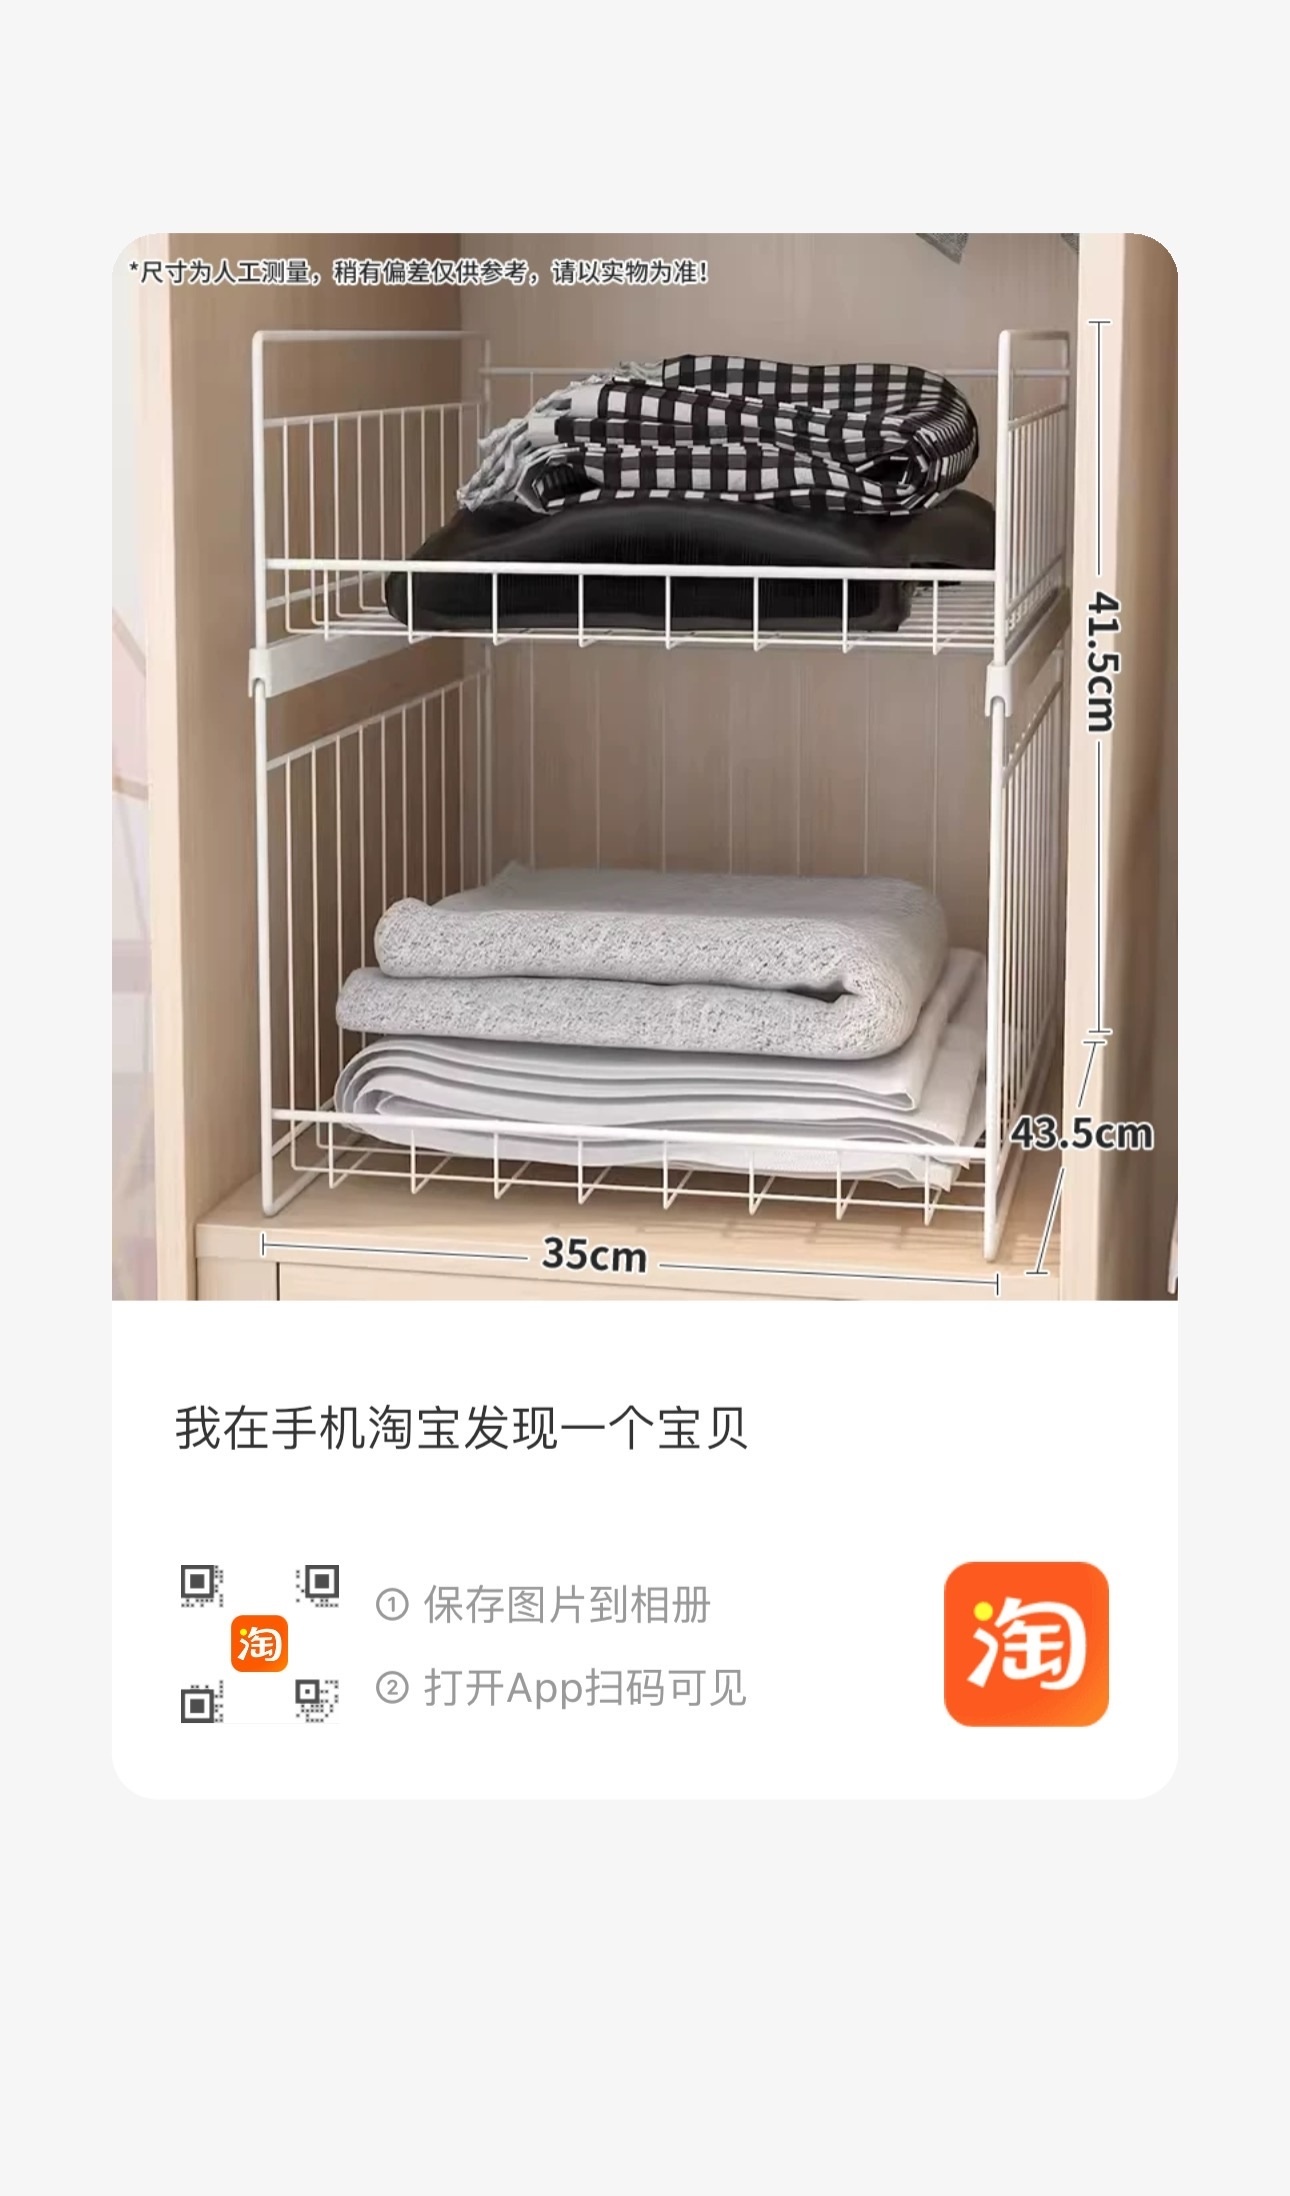 *尺寸为人工测量，稍有偏差仅供参考，请以实物为准！
41.5cm
43.5cm
35cm
我在手机淘宝发现一个宝贝
① 保存图片到相册
② 打开App扫码可见
淘
淘